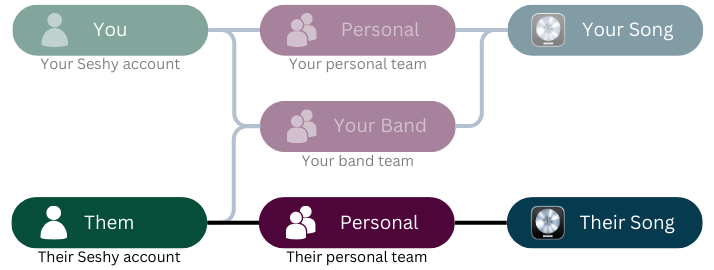 You
Personal
Your Song
Your Seshy account
Your personal team
Your Band
Your band team
Them
Personal
Their Song
Their Seshy account
Their personal team